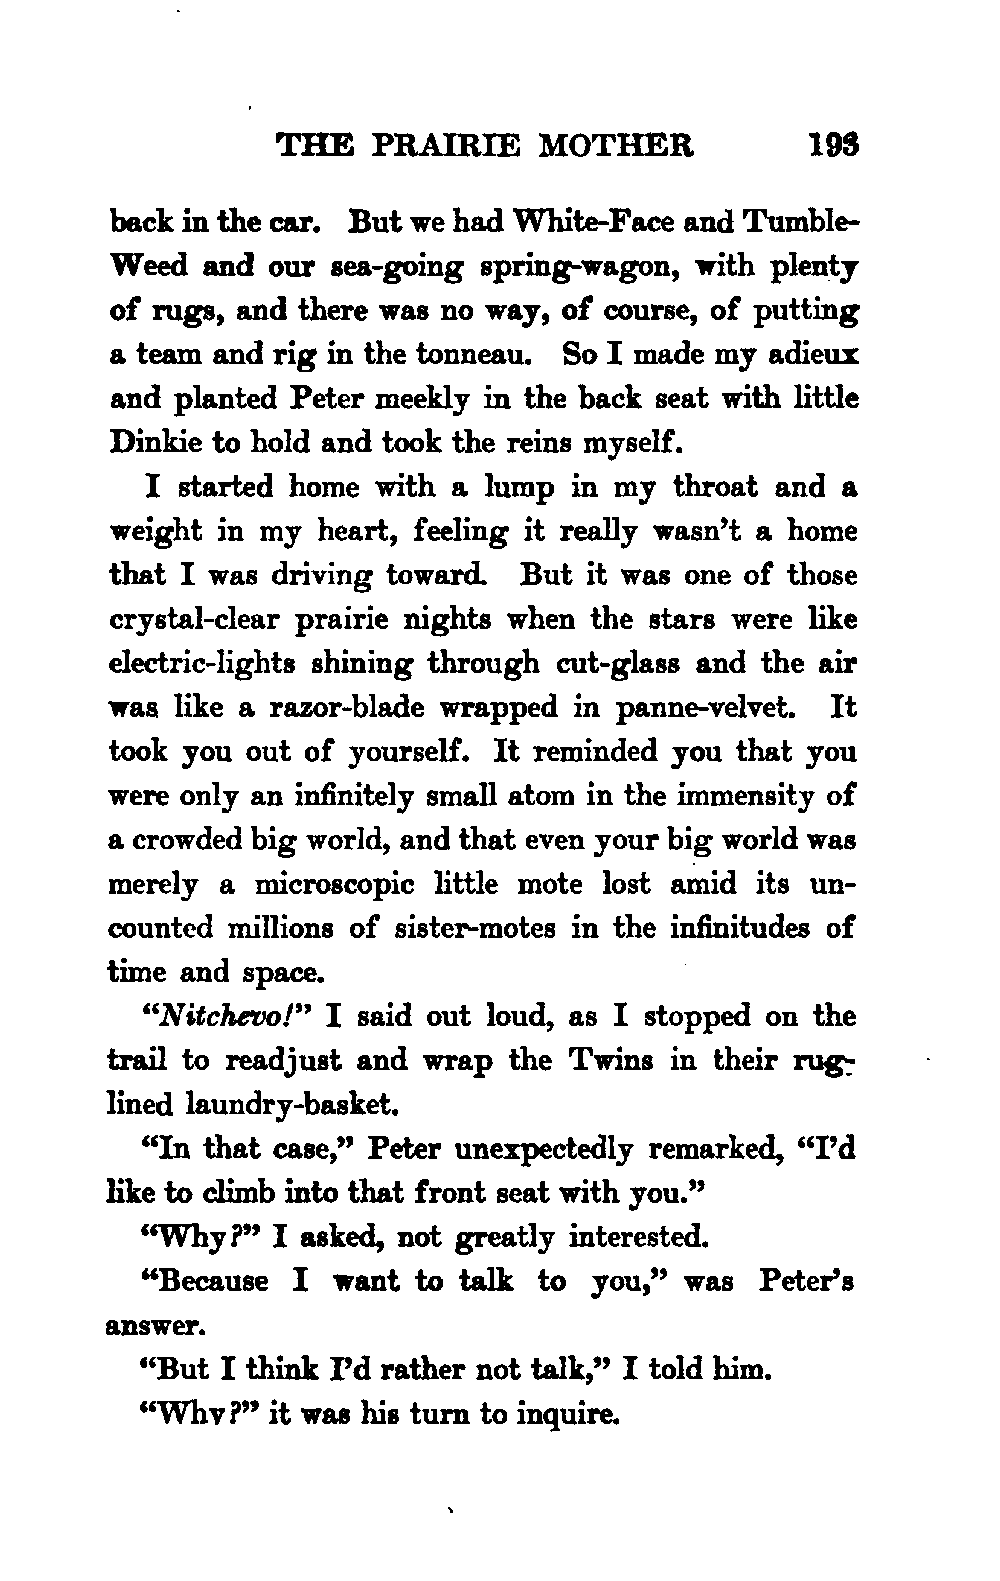 THE PRAIRIE MOTHER 193
back in the car. But we had White-Face and Tumble-
Weed and our sea-going spring-wagon, with plenty
of rugs, and there was no way, of course, of putting
a team and rig in the tonneau. So I made my adieux
and planted Peter meekly in the back seat with little
Dinkie to hold and took the reins myself.
I started home with a lump in my throat and a
weight in my heart, feeling it really wasn't a home
that I was driving toward. But it was one of those
crystal-clear prairie nights when the stars were like
electric-lights shining through cut-glass and the air
was like a razor-blade wrapped in panne-velvet. It
took you out of yourself. It reminded you that you
were only an infinitely small atom in the immensity of
a crowded big world, and that even your big world was
merely a microscopic little mote lost amid its un-
counted millions of sister-motes in the infinitudes of
time and space.
“Nitchevo!” I said out loud, as I stopped on the
trail to readjust and wrap the Twins in their rug-
lined laundry-basket.
“In that case,” Peter unexpectedly remarked, “I'd
like to climb into that front seat with you.”
“Why?” I asked, not greatly interested.
“Because I want to talk to you,” was Peter's
answer.
“But I think I'd rather not talk,” I told him.
“Why?” it was his turn to inquire.